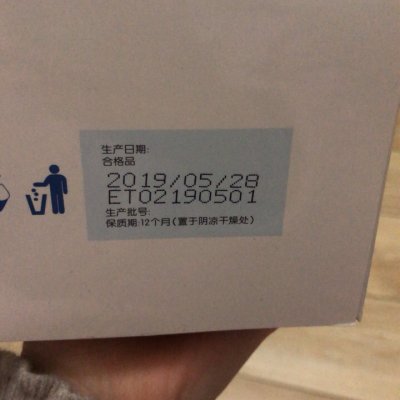 生产日期:
合格品
2019/05/28
ET02190501
生产批号:
保质期:12个月(置于阴凉干燥处)